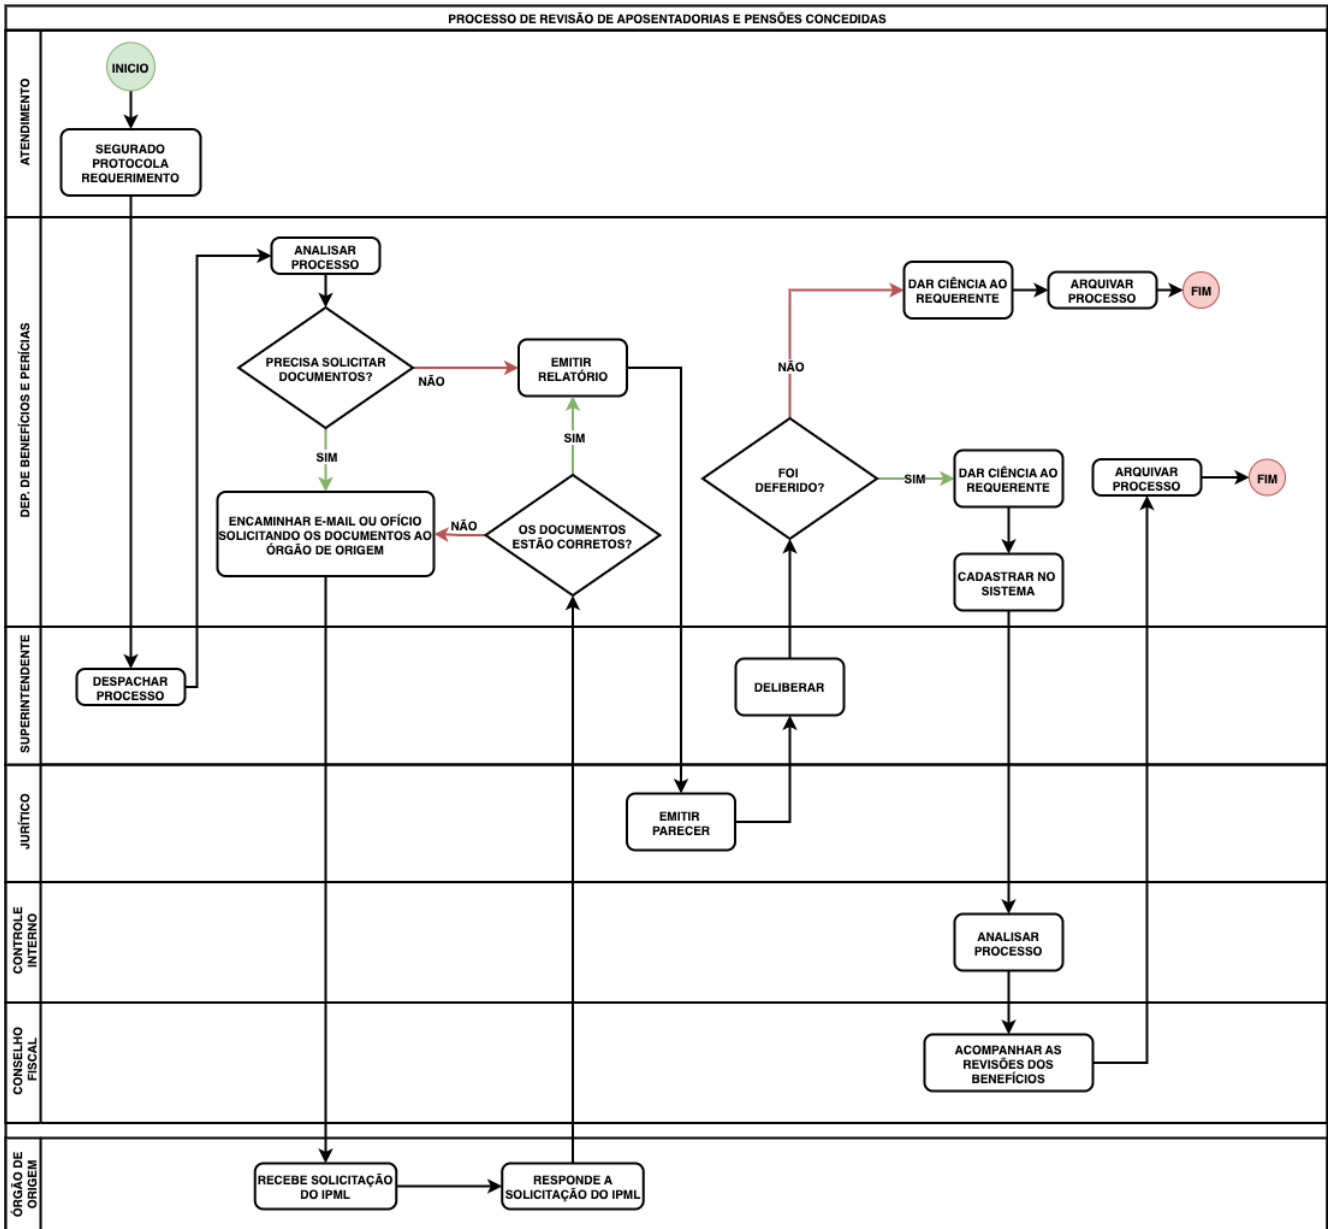 PROCESSO DE REVISÃO DE APOSENTADORIAS E PENSÕES CONCEDIDAS
ATENDIMENTO
INICIO
SEGURADO
PROTOCOLA
REQUERIMENTO
DEP. DE BENEFÍCIOS E PERÍCIAS
ANALISAR
PROCESSO
PRECISA SOLICITAR
DOCUMENTOS?
NÃO
SIM
EMITIR
RELATÓRIO
SIM
ENCAMINHAR E-MAIL OU OFÍCIO
SOLICITANDO OS DOCUMENTOS AO
ÓRGÃO DE ORIGEM
NÃO
OS DOCUMENTOS
ESTÃO CORRETOS?
DAR CIÊNCIA AO
REQUERENTE
ARQUIVAR
PROCESSO
FIM
NÃO
FOI
DEFERIDO?
SIM
DAR CIÊNCIA AO
REQUERENTE
CADASTRAR NO
SISTEMA
ARQUIVAR
PROCESSO
FIM
SUPERINTENDENTE
DESPACHAR
PROCESSO
DELIBERAR
JURÍTICO
EMITIR
PARECER
CONTROLE
INTERNO
ANALISAR
PROCESSO
CONSELHO
FISCAL
ACOMPANHAR AS
REVISÕES DOS
BENEFÍCIOS
ÓRGÃO DE
ORIGEM
RECEBE SOLICITAÇÃO
DO IPML
RESPONDE A
SOLICITAÇÃO DO IPML